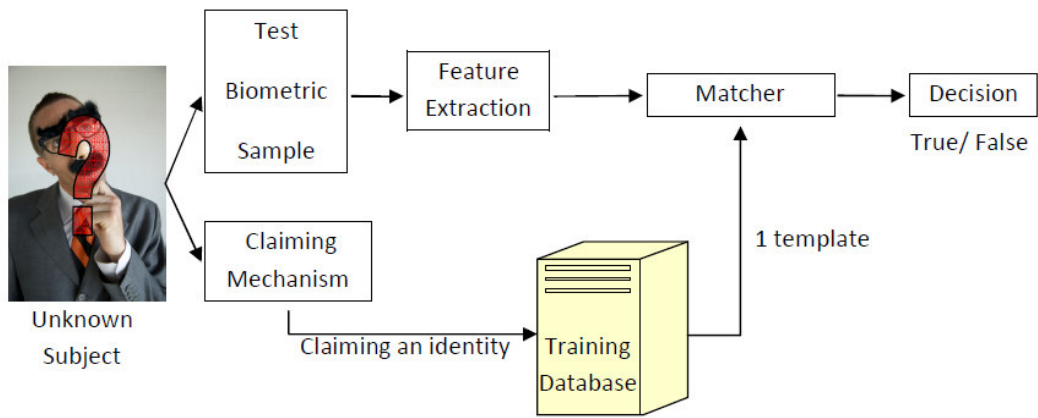 Test
Biometric
Sample
Feature
Extraction
Matcher
Decision
True/ False
Claiming
Mechanism
1 template
Unknown
Subject
Claiming an identity
Training
Database
?